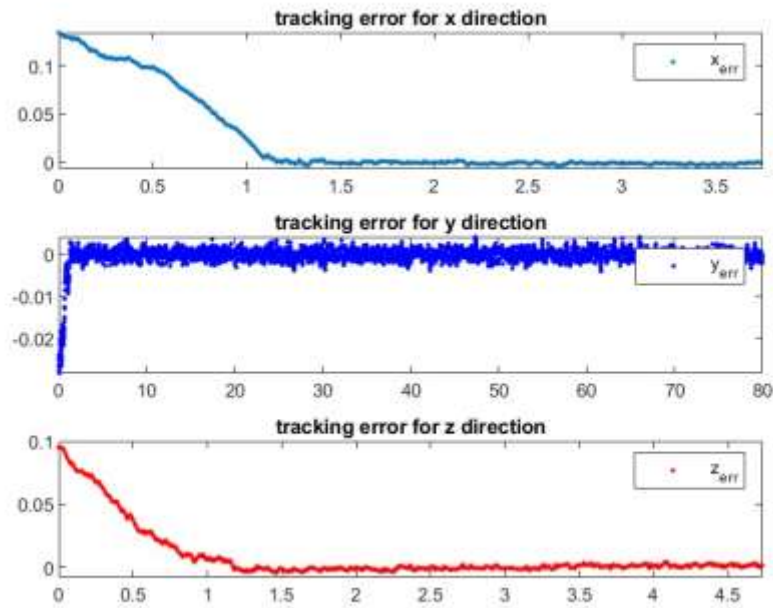 tracking error for x direction
0.1
0.05
0
x_err
0 0.5 1 1.5 2 2.5 3 3.5
tracking error for y direction
0
-0.01
-0.02
y_err
0 10 20 30 40 50 60 70 80
tracking error for z direction
0.1
0.05
0
z_err
0 0.5 1 1.5 2 2.5 3 3.5 4 4.5